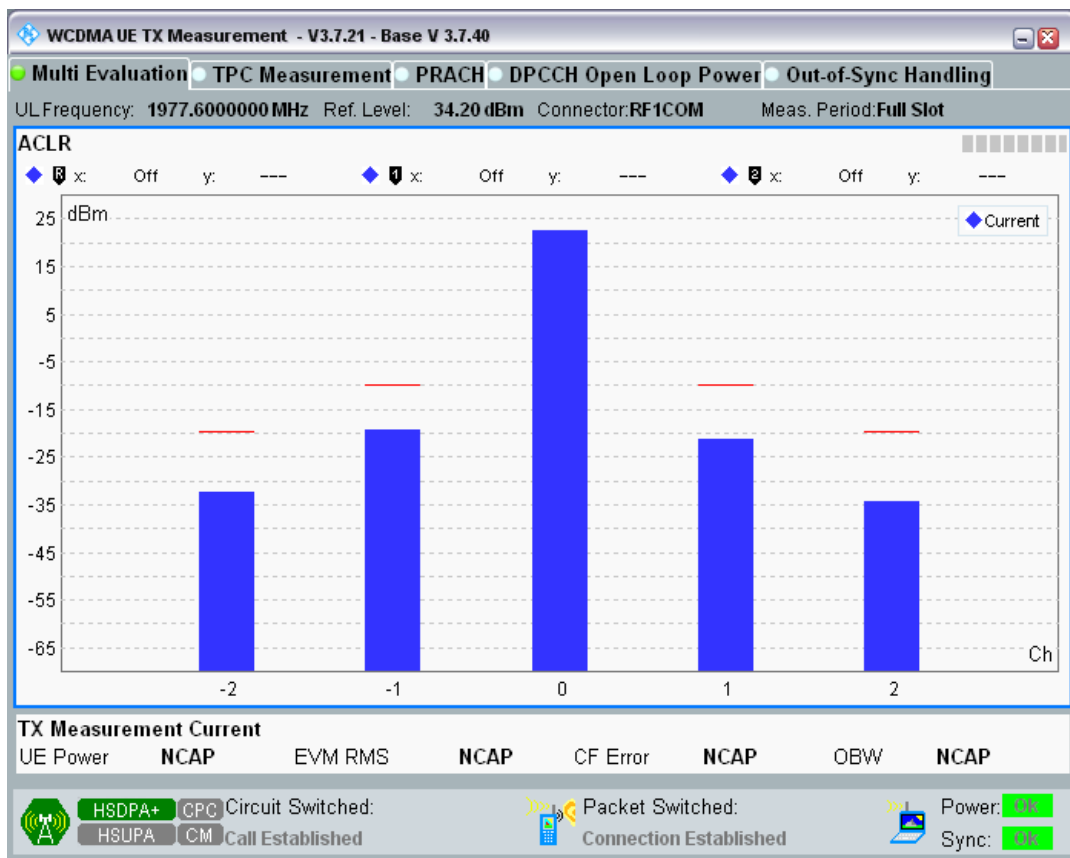 WCDMA UE TX Measurement - V3.7.21 - Base V 3.7.40
Multi Evaluation TPC Measurement PRACH DPCCH Open Loop Power Out-of-Sync Handling
UL Frequency: 1977.6000000 MHz Ref. Level: 34.20 dBm Connector:RF1COM Meas. Period:Full Slot
ACLR
R x: Off y: --- 1 x: Off y: --- 2 x: Off y: ---
25 dBm
Current
15
5
-5
-15
-25
-35
-45
-55
-65
Ch
-2 -1 0 1 2
TX Measurement Current
UE Power NCAP EVM RMS NCAP CF Error NCAP OBW NCAP
HSDPA+ CPC Circuit Switched: Packet Switched: Power: Ok
HSUPA CM Call Established Connection Established Sync: Ok